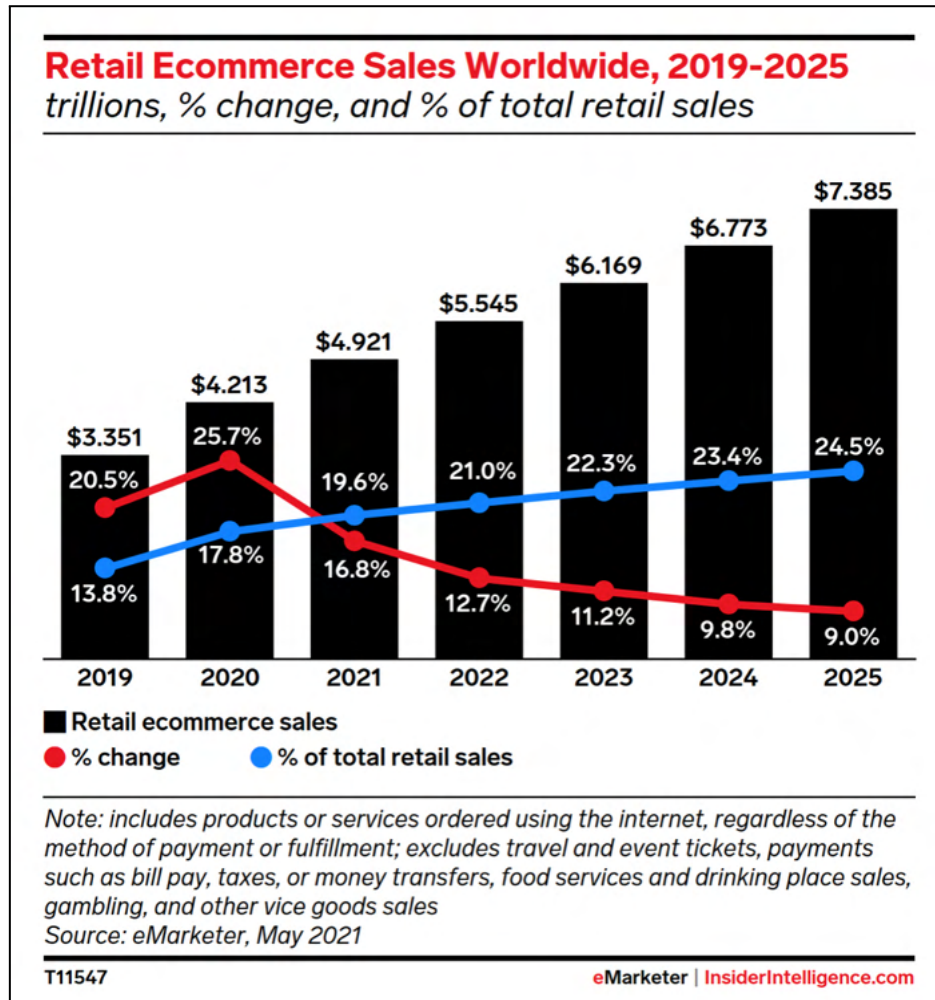 Retail Ecommerce Sales Worldwide, 2019-2025
trillions, % change, and % of total retail sales
$7.385
$6.773
$6.169
$5.545
$4.921
$4.213
$3.351
25.7%
20.5%
19.6%
21.0%
22.3%
23.4%
24.5%
13.8%
17.8%
16.8%
12.7%
11.2%
9.8%
9.0%
2019 2020 2021 2022 2023 2024 2025
Retail ecommerce sales
% change % of total retail sales
Note: includes products or services ordered using the internet, regardless of the
method of payment or fulfillment; excludes travel and event tickets, payments
such as bill pay, taxes, or money transfers, food services and drinking place sales,
gambling, and other vice goods sales
Source: eMarketer, May 2021
T11547 eMarketer | InsiderIntelligence.com